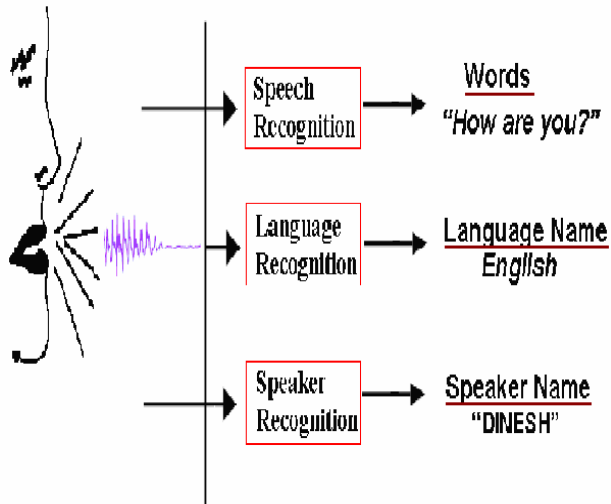 Speech
Recognition
Words
"How are you?"
Language
Recognition
Language Name
English
Speaker
Recognition
Speaker Name
"DINESH"